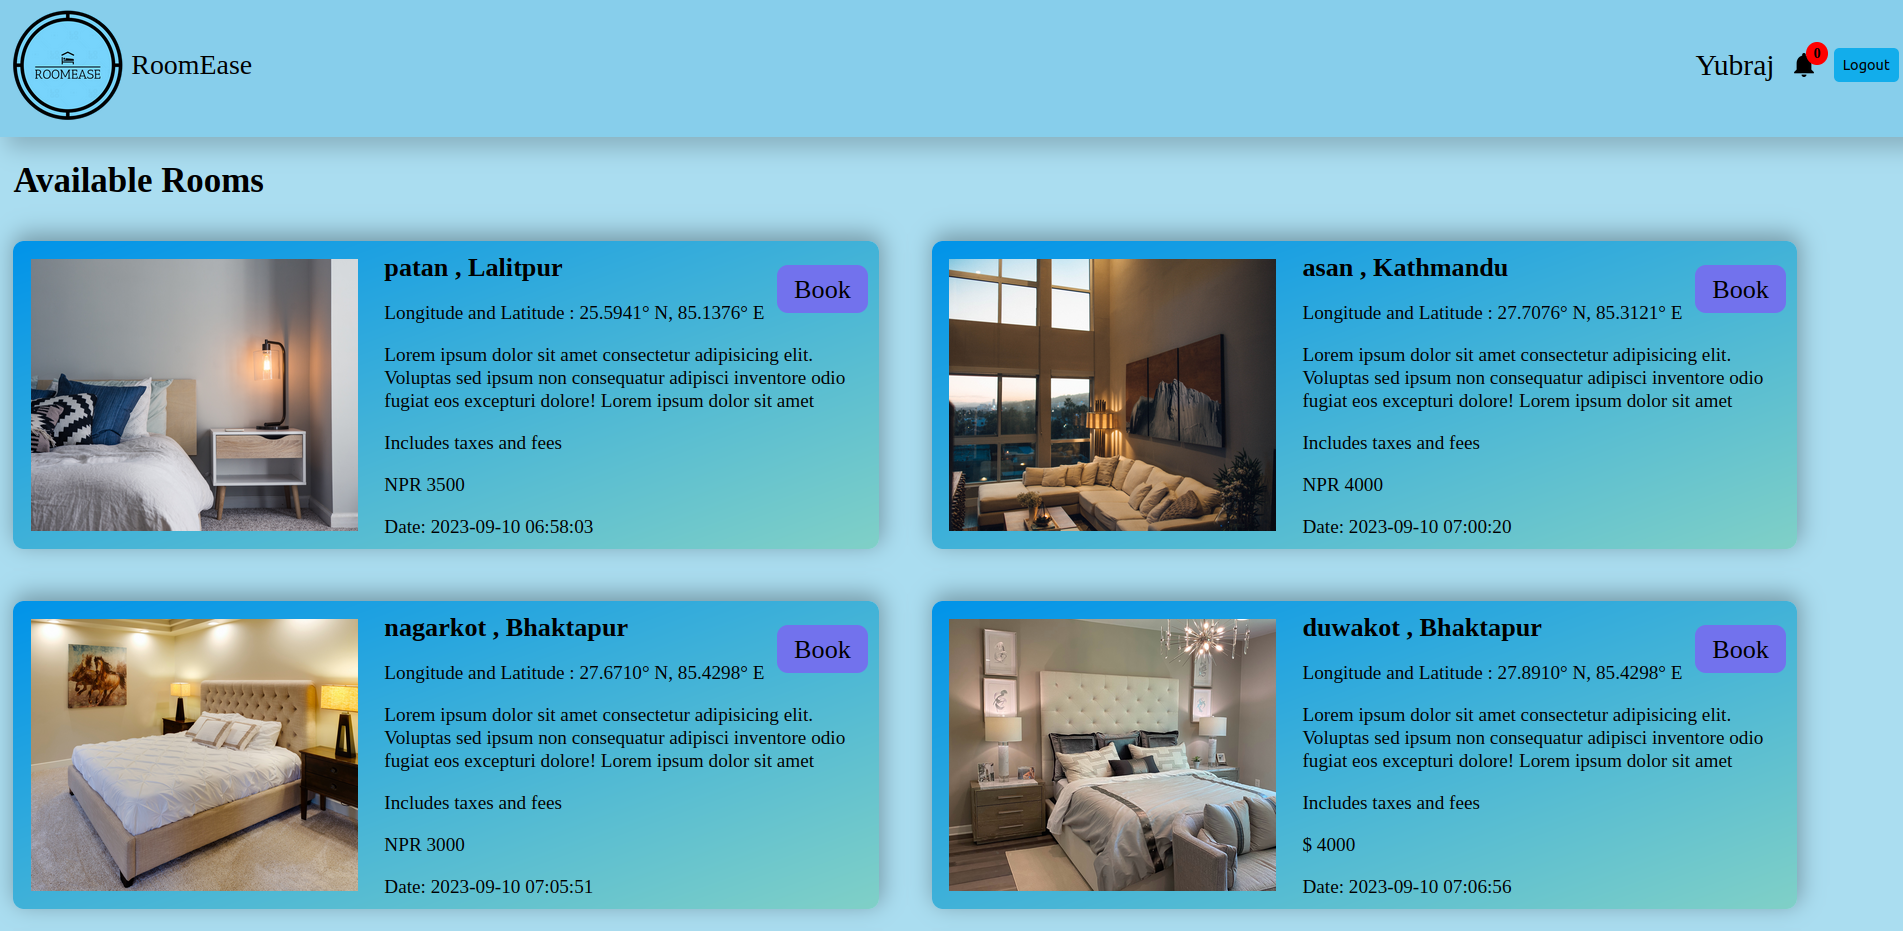 ROOMEASE
RoomEase
Yubraj
0
Logout
Available Rooms
patan , Lalitpur
Book
Longitude and Latitude : 25.5941° N, 85.1376° E
Lorem ipsum dolor sit amet consectetur adipisicing elit.
Voluptas sed ipsum non consequatur adipisci inventore odio
fugiat eos excepturi dolore! Lorem ipsum dolor sit amet
Includes taxes and fees
NPR 3500
Date: 2023-09-10 06:58:03
asan , Kathmandu
Book
Longitude and Latitude : 27.7076° N, 85.3121° E
Lorem ipsum dolor sit amet consectetur adipisicing elit.
Voluptas sed ipsum non consequatur adipisci inventore odio
fugiat eos excepturi dolore! Lorem ipsum dolor sit amet
Includes taxes and fees
NPR 4000
Date: 2023-09-10 07:00:20
nagarkot , Bhaktapur
Book
Longitude and Latitude : 27.6710° N, 85.4298° E
Lorem ipsum dolor sit amet consectetur adipisicing elit.
Voluptas sed ipsum non consequatur adipisci inventore odio
fugiat eos excepturi dolore! Lorem ipsum dolor sit amet
Includes taxes and fees
NPR 3000
Date: 2023-09-10 07:05:51
duwakot , Bhaktapur
Book
Longitude and Latitude : 27.8910° N, 85.4298° E
Lorem ipsum dolor sit amet consectetur adipisicing elit.
Voluptas sed ipsum non consequatur adipisci inventore odio
fugiat eos excepturi dolore! Lorem ipsum dolor sit amet
Includes taxes and fees
$ 4000
Date: 2023-09-10 07:06:56